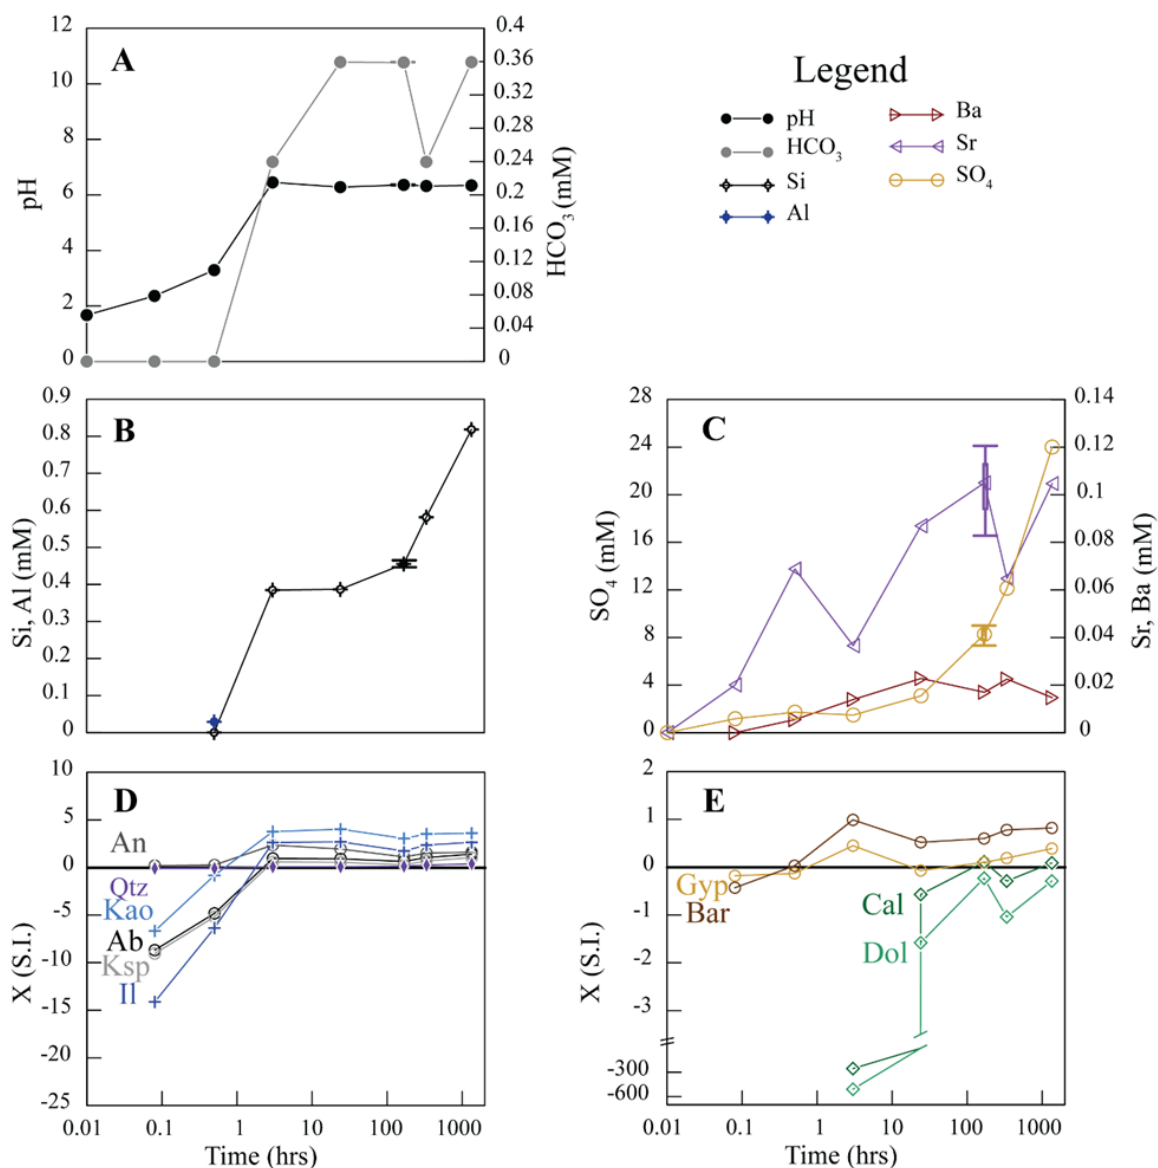 A
12
10
8
6
4
2
0
pH
0.4
0.36
0.28
0.24
0.21
0.16
0.12
0.08
0.04
0
HCO3 (mM)
Legend
pH
HCO3
Si
Al
Ba
Sr
SO4
B
0.9
0.8
0.7
0.6
0.5
0.4
0.3
0.2
0.1
0
Si, Al (mM)
C
28
24
20
16
12
8
4
0
SO4 (mM)
0.14
0.12
0.1
0.08
0.06
0.04
0.02
0
Sr, Ba (mM)
D
10
5
0
-5
-10
-15
-20
-25
X (S.I.)
An
Qtz
Kao
Ab
Ksp
Il
0.01
0.1
1
10
100
1000
Time (hrs)
E
2
1
0
-1
-2
-3
-300
-600
X (S.I.)
Gyp
Bar
Cal
Dol
0.01
0.1
1
10
100
1000
Time (hrs)